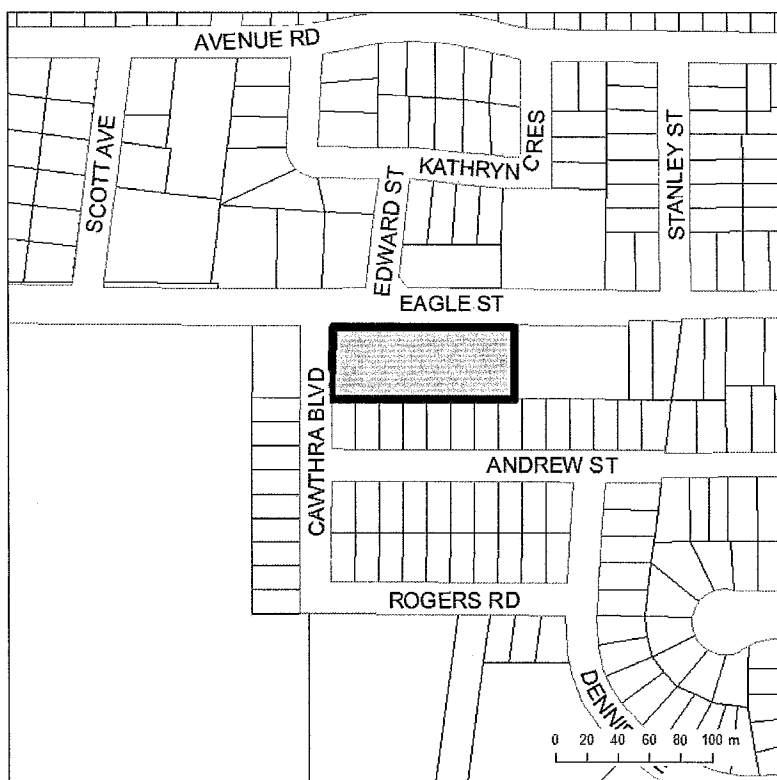 AVENUE RD
SCOTT AVE
KATHRYN
CRES
STANLEY ST
EDWARD ST
EAGLE ST
CAWTHRA BLVD
ANDREW ST
ROGERS RD
0 20 40 60 80 100 m